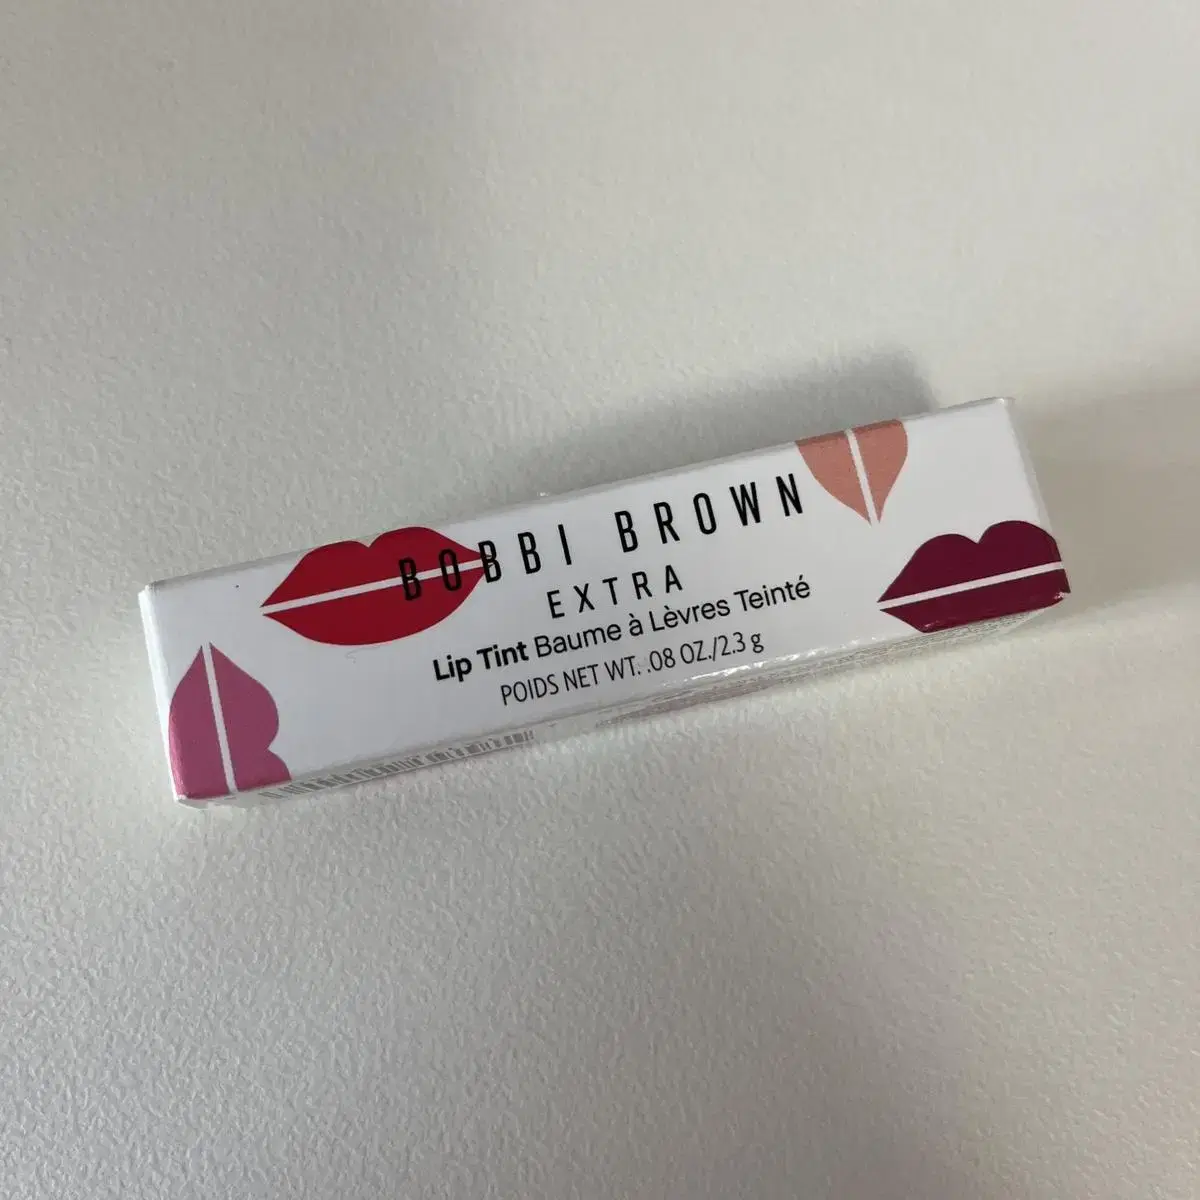 BOBBI BROWN
EXTRA
Lip Tint Baume à Lèvres Teinté
POIDS NET WT. .08 OZ./2.3 g